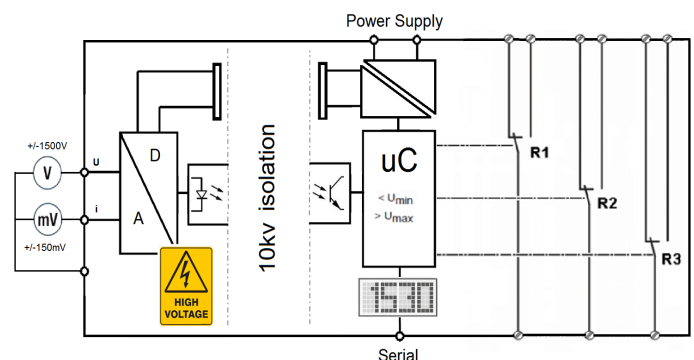 Power Supply
+/-1500V
V
U
mV
i
+/-150mV
D
A
HIGH
VOLTAGE
10kv isolation
uC
< Umin
> Umax
1530
R1
R2
R3
Serial